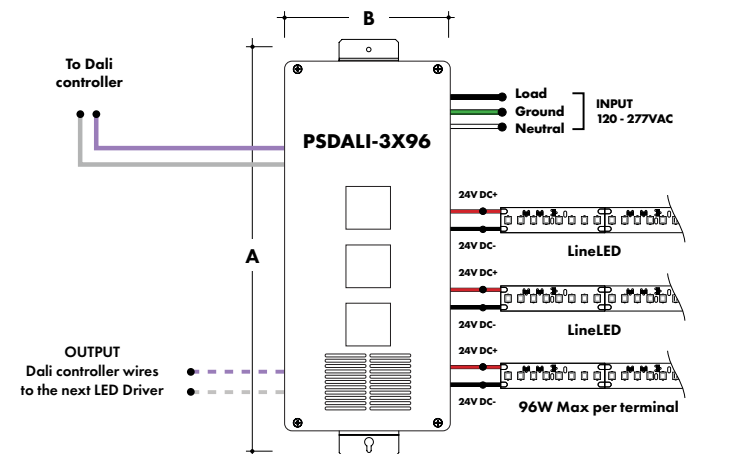 B
To Dali
controller
Load
Ground
Neutral
INPUT
120 - 277VAC
PSDALI-3X96
A
24V DC+
24V DC-
LineLED
24V DC+
24V DC-
LineLED
24V DC+
24V DC-
96W Max per terminal
OUTPUT
Dali controller wires
to the next LED Driver